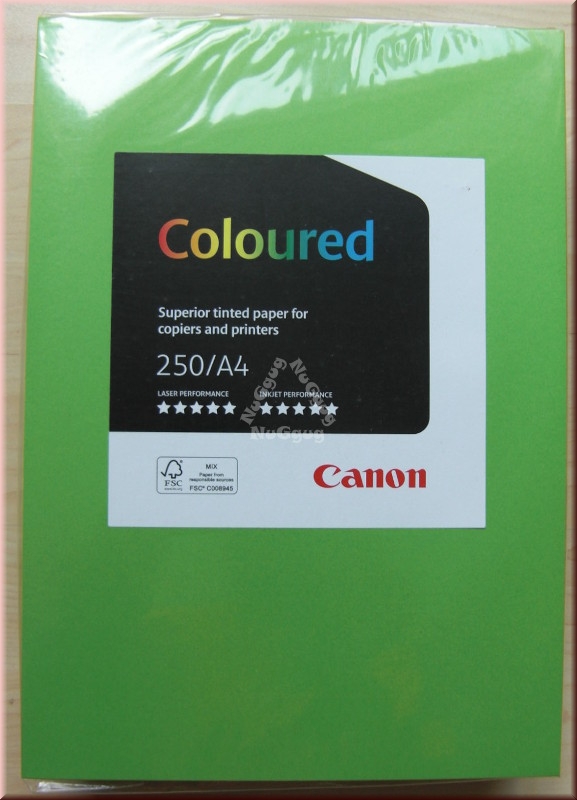 Coloured
Superior tinted paper for
copiers and printers
250/A4
LASER PERFORMANCE
INKJET PERFORMANCE
NuGgug
NuGgug
NuGgug
FSC
MIX
Paper from
responsible sources
FSC® C008945
Canon